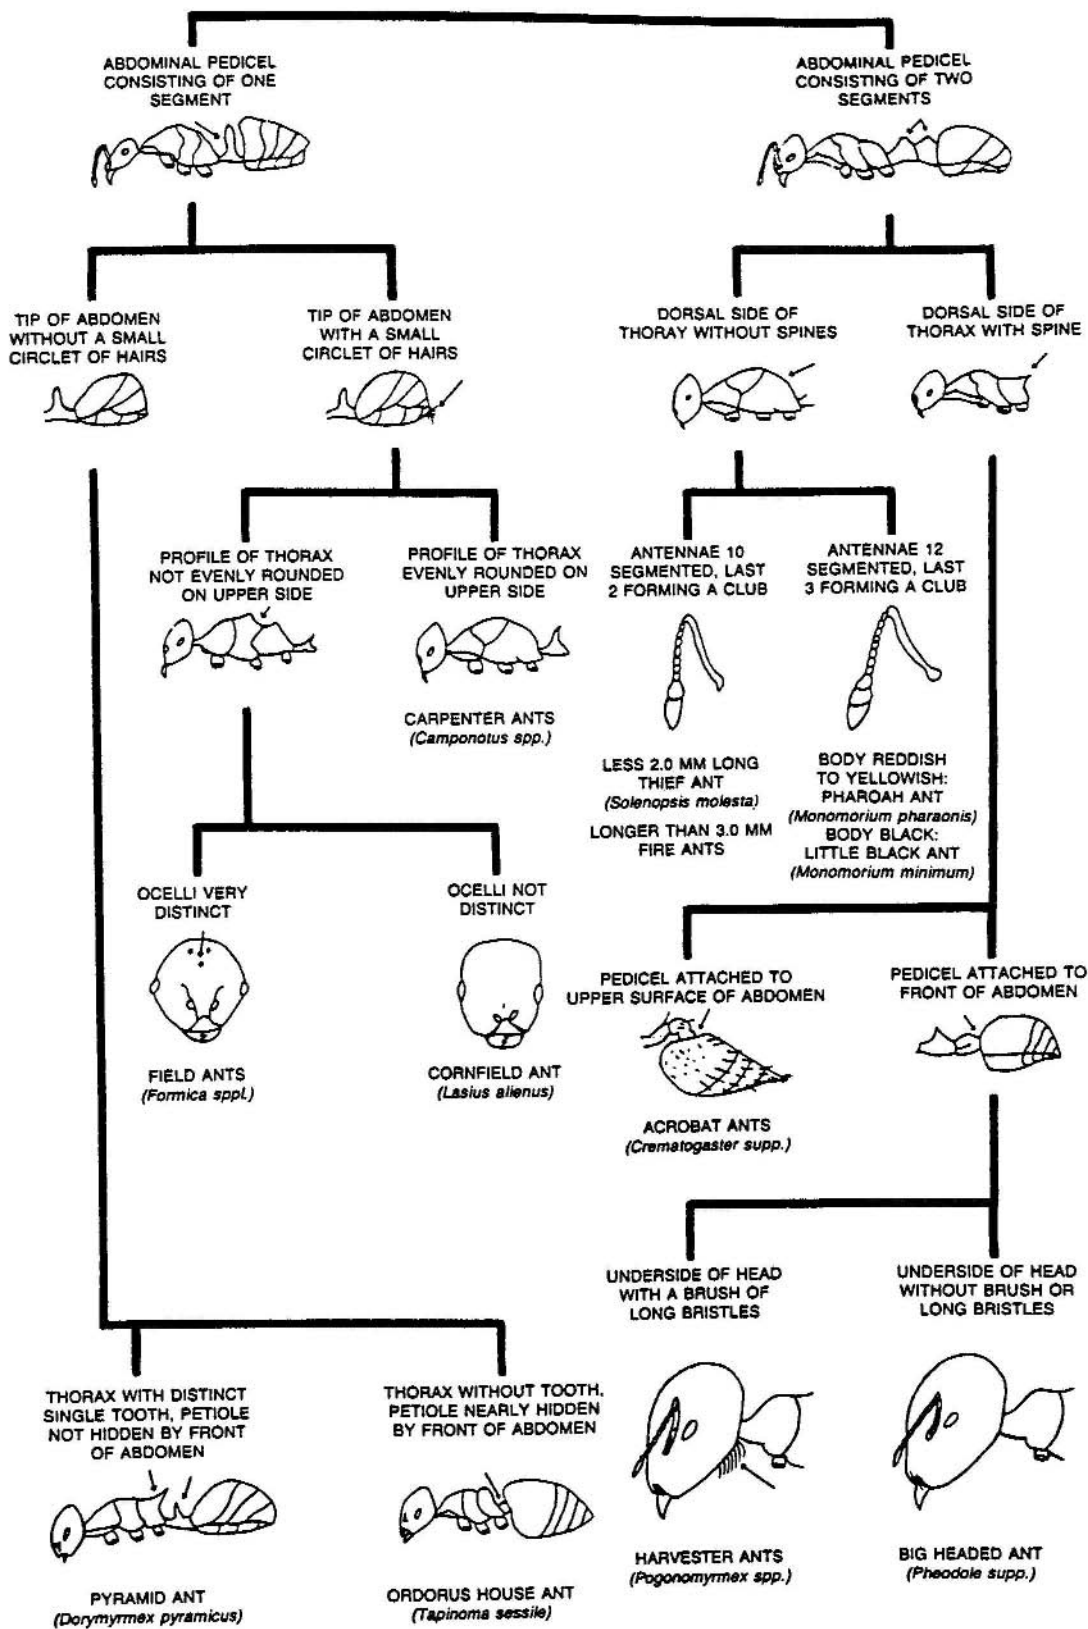 ABDOMINAL PEDICEL
CONSISTING OF ONE
SEGMENT
ABDOMINAL PEDICEL
CONSISTING OF TWO
SEGMENTS
TIP OF ABDOMEN
WITHOUT A SMALL
CIRCLET OF HAIRS
TIP OF ABDOMEN
WITH A SMALL
CIRCLET OF HAIRS
DORSAL SIDE OF
THORAY WITHOUT SPINES
DORSAL SIDE OF
THORAX WITH SPINE
PROFILE OF THORAX
NOT EVENLY ROUNDED
ON UPPER SIDE
PROFILE OF THORAX
EVENLY ROUNDED ON
UPPER SIDE
ANTENNAE 10
SEGMENTED, LAST
2 FORMING A CLUB
ANTENNAE 12
SEGMENTED, LAST
3 FORMING A CLUB
CARPENTER ANTS
(Camponotus spp.)
LESS 2.0 MM LONG
THIEF ANT
(Solenopsis molesta)
LONGER THAN 3.0 MM
FIRE ANTS
BODY REDDISH
TO YELLOWISH:
PHAROAH ANT
(Monomorium pharaonis)
BODY BLACK:
LITTLE BLACK ANT
(Monomorium minimum)
OCELLI VERY
DISTINCT
OCELLI NOT
DISTINCT
PEDICEL ATTACHED TO
UPPER SURFACE OF ABDOMEN
PEDICEL ATTACHED TO
FRONT OF ABDOMEN
FIELD ANTS
(Formica sppl.)
CORNFIELD ANT
(Lasius alienus)
ACROBAT ANTS
(Crematogaster supp.)
UNDERSIDE OF HEAD
WITH A BRUSH OF
LONG BRISTLES
UNDERSIDE OF HEAD
WITHOUT BRUSH OR
LONG BRISTLES
THORAX WITH DISTINCT
SINGLE TOOTH, PETIOLE
NOT HIDDEN BY FRONT
OF ABDOMEN
THORAX WITHOUT TOOTH,
PETIOLE NEARLY HIDDEN
BY FRONT OF ABDOMEN
PYRAMID ANT
(Dorymyrmex pyramicus)
ORDORUS HOUSE ANT
(Tapinoma sessile)
HARVESTER ANTS
(Pogonomyrmex spp.)
BIG HEADED ANT
(Pheodole supp.)